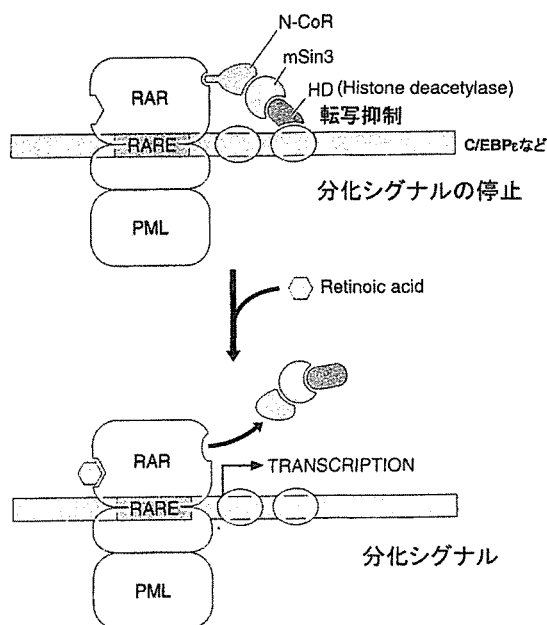 N-CoR
mSin3
HD (Histone deacetylase)
転写抑制
RAR
RARE
C/EBPεなど
分化シグナルの停止
PML
Retinoic acid
RAR
TRANSCRIPTION
RARE
分化シグナル
PML